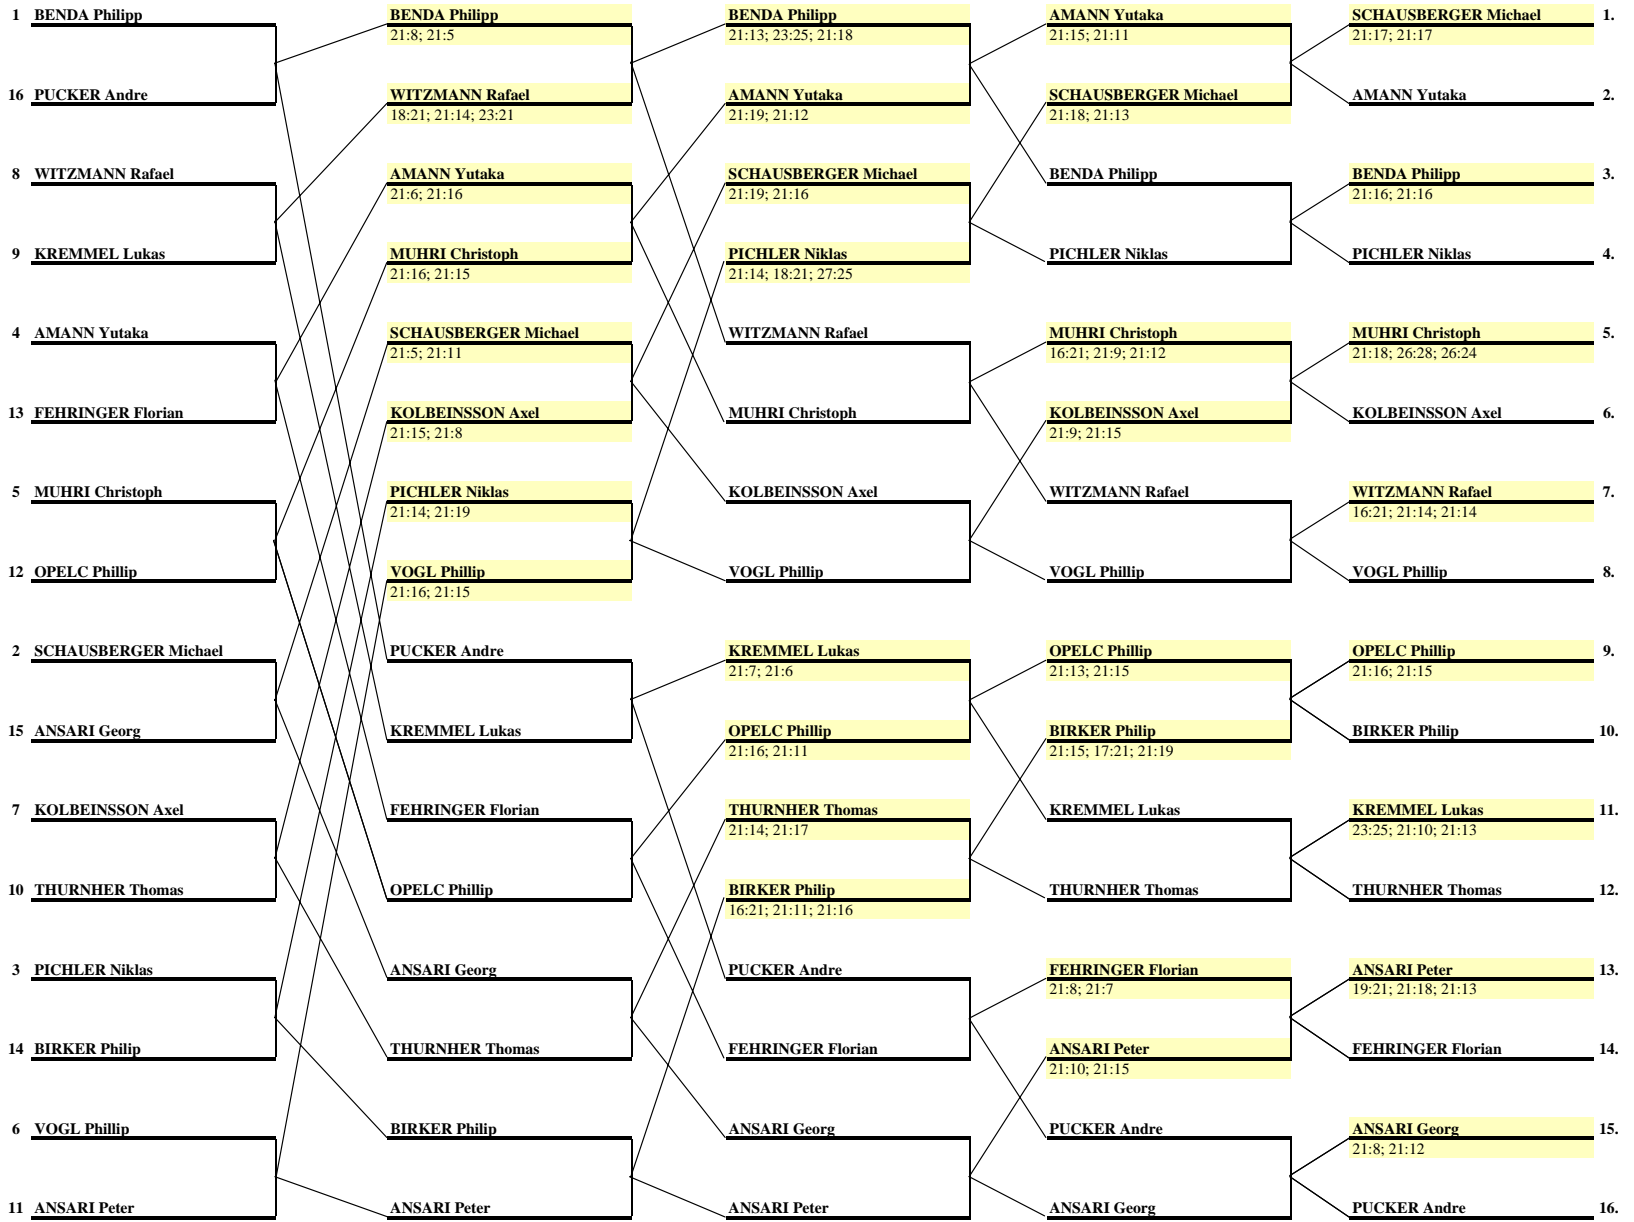 1 BENDA Philipp BENDA Philipp BENDA Philipp AMANN Yutaka SCHAUSBERGER Michael 1.
21:8; 21:5 21:13; 23:25; 21:18 21:15; 21:11 21:17; 21:17
16 PUCKER Andre WITZMANN Rafael AMANN Yutaka SCHAUSBERGER Michael AMANN Yutaka 2.
18:21; 21:14; 23:21 21:19; 21:12 21:18; 21:13
8 WITZMANN Rafael AMANN Yutaka SCHAUSBERGER Michael BENDA Philipp BENDA Philipp 3.
21:6; 21:16 21:19; 21:16 21:16; 21:16
9 KREMMEL Lukas MUHRI Christoph PICHLER Niklas PICHLER Niklas PICHLER Niklas 4.
21:16; 21:15 21:14; 18:21; 27:25
4 AMANN Yutaka SCHAUSBERGER Michael WITZMANN Rafael MUHRI Christoph MUHRI Christoph 5.
21:5; 21:11 16:21; 21:9; 21:12 21:18; 26:28; 26:24
13 FEHRINGER Florian KOLBEINSSON Axel MUHRI Christoph KOLBEINSSON Axel KOLBEINSSON Axel 6.
21:15; 21:8 21:9; 21:15
5 MUHRI Christoph PICHLER Niklas KOLBEINSSON Axel WITZMANN Rafael WITZMANN Rafael 7.
21:14; 21:19 16:21; 21:14; 21:14
12 OPELC Phillip VOGL Phillip VOGL Phillip VOGL Phillip VOGL Phillip 8.
21:16; 21:15
2 SCHAUSBERGER Michael PUCKER Andre KREMMEL Lukas OPELC Phillip OPELC Phillip 9.
21:7; 21:6 21:13; 21:15 21:16; 21:15
15 ANSARI Georg KREMMEL Lukas OPELC Phillip BIRKER Philip BIRKER Philip 10.
21:16; 21:11 21:15; 17:21; 21:19
7 KOLBEINSSON Axel FEHRINGER Florian THURNHER Thomas KREMMEL Lukas KREMMEL Lukas 11.
21:14; 21:17 23:25; 21:10; 21:13
10 THURNHER Thomas OPELC Phillip BIRKER Philip THURNHER Thomas THURNHER Thomas 12.
16:21; 21:11; 21:16
3 PICHLER Niklas ANSARI Georg PUCKER Andre FEHRINGER Florian ANSARI Peter 13.
21:8; 21:7 19:21; 21:18; 21:13
14 BIRKER Philip THURNHER Thomas FEHRINGER Florian ANSARI Peter FEHRINGER Florian 14.
21:10; 21:15
6 VOGL Phillip BIRKER Philip ANSARI Georg PUCKER Andre ANSARI Georg 15.
21:8; 21:12
11 ANSARI Peter ANSARI Peter ANSARI Peter ANSARI Georg PUCKER Andre 16.